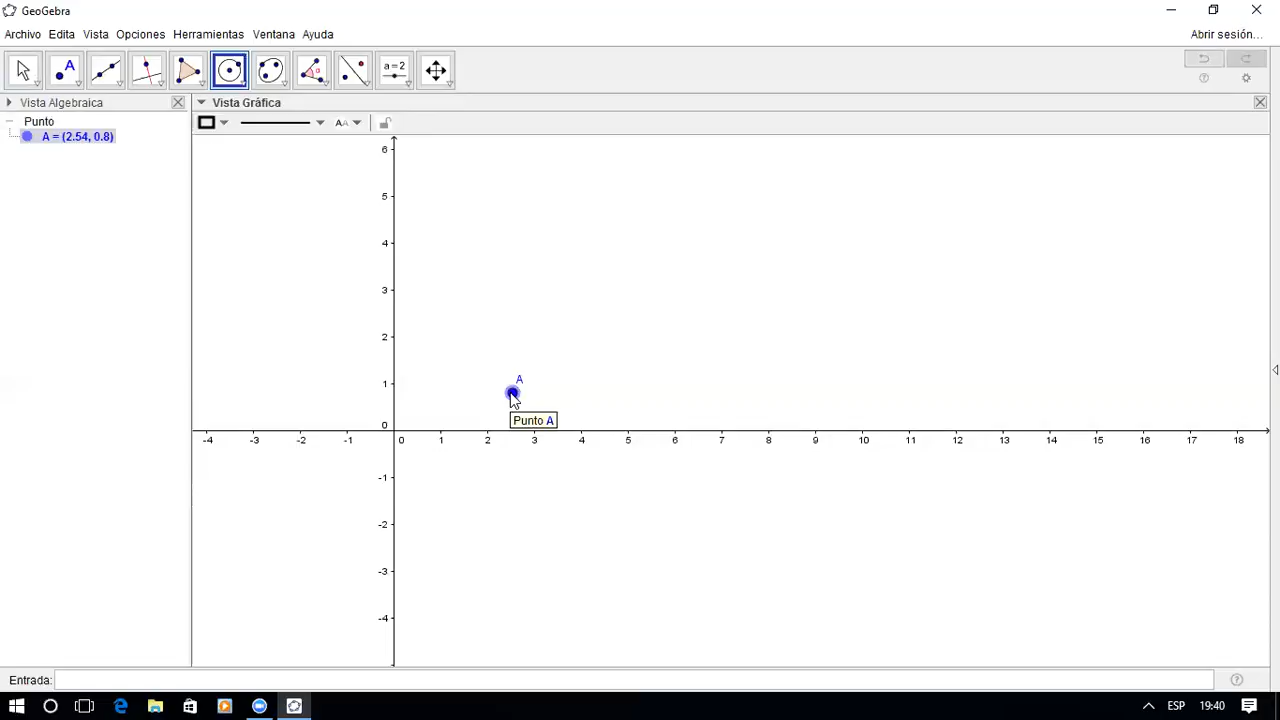 GeoGebra
Archivo Edita Vista Opciones Herramientas Ventana Ayuda Abrir sesión...
A a = 2
Vista Algebraica Vista Gráfica
AA
Punto
A = (2.54, 0.8)
6
5
4
3
2
1
0
A
Punto A
-4 -3 -2 -1 0 1 2 3 4 5 6 7 8 9 10 11 12 13 14 15 16 17 18
-1
-2
-3
-4
Entrada:
ESP 19:40